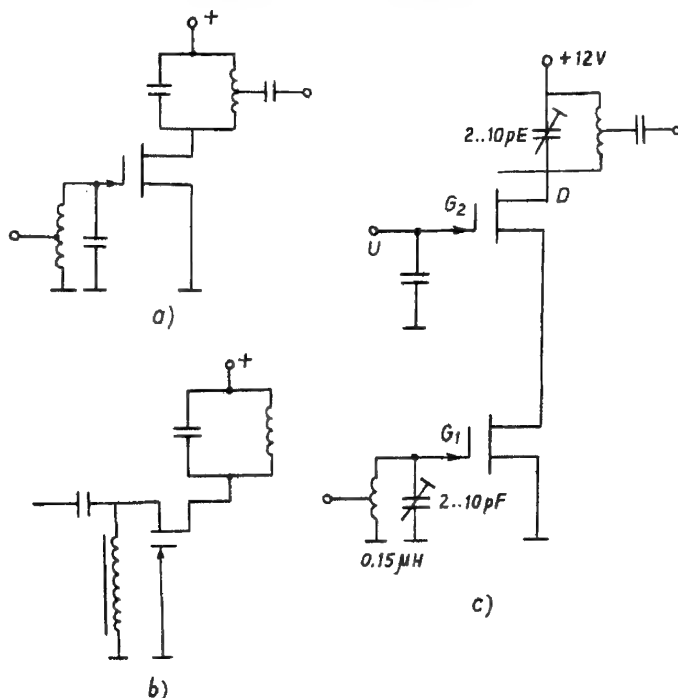 +
a)
+
b)
+12V
2..10pE
D
G2
U
G1
2..10pF
0.15µH
c)